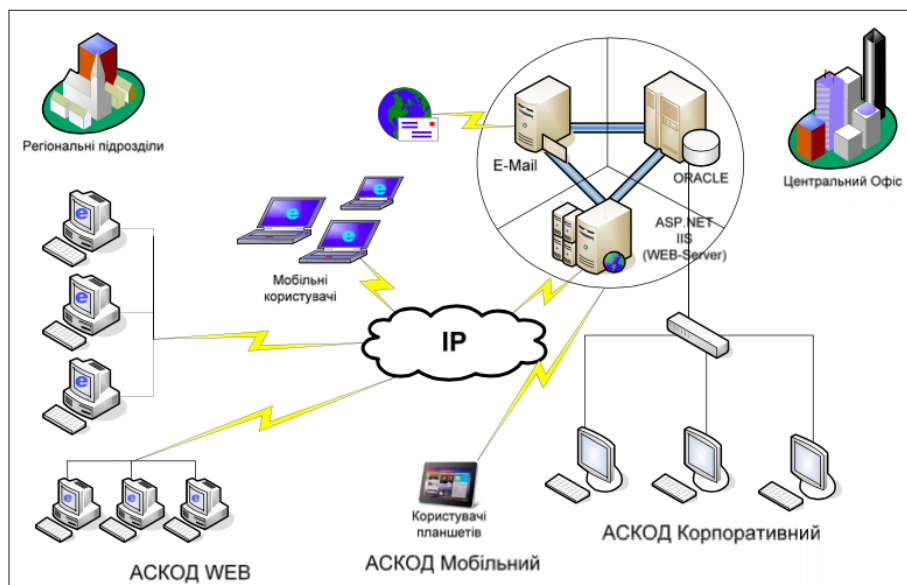 Регіональні підрозділи
E-Mail
ORACLE
ASP.NET
IIS
(WEB-Server)
Центральний Офіс
Мобільні
користувачі
IP
Користувачі
планшетів
АСКОД WEB
АСКОД Мобільний
АСКОД Корпоративний